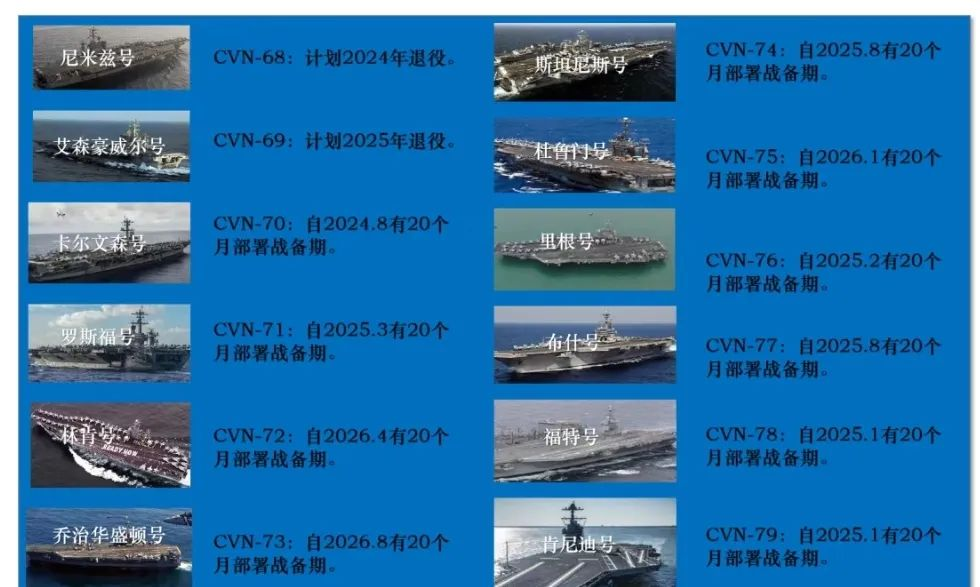 尼米兹号
CVN-68：计划2024年退役。
艾森豪威尔号
CVN-69：计划2025年退役。
卡尔文森号
CVN-70：自2024.8有20个
月部署战备期。
罗斯福号
CVN-71：自2025.3有20个
月部署战备期。
林肯号
READY NOW
CVN-72：自2026.4有20个
月部署战备期。
乔治华盛顿号
CVN-73：自2026.8有20个
月部署战备期。
斯坦尼斯号
CVN-74：自2025.8有20个
月部署战备期。
杜鲁门号
CVN-75：自2026.1有20个
月部署战备期。
里根号
CVN-76：自2025.2有20个
月部署战备期。
布什号
CVN-77：自2025.8有20个
月部署战备期。
福特号
CVN-78：自2025.1有20个
月部署战备期。
肯尼迪号
CVN-79：自2025.1有20个
月部署战备期。